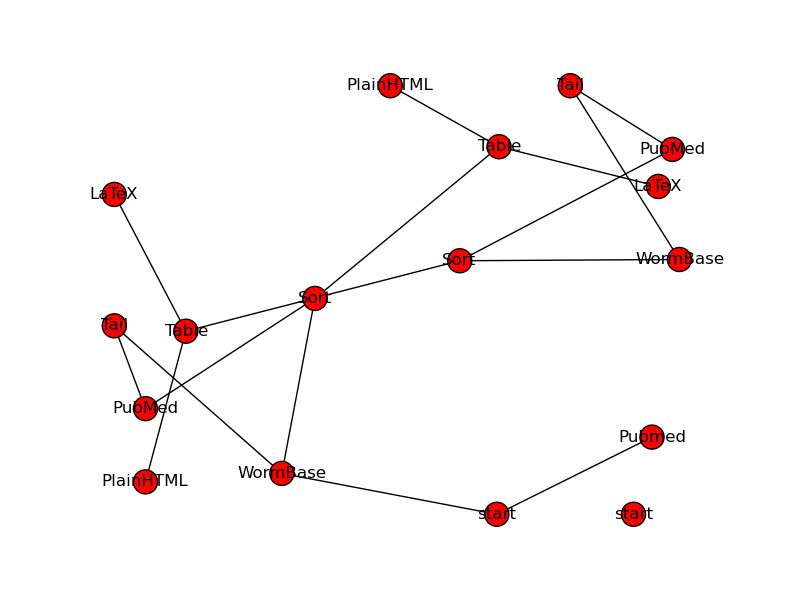 PlainHTML
Tail
Table
PubMed
LaTeX
LaTeX
Sort
WormBase
Sort
Tail
Table
PubMed
Pubmed
WormBase
PlainHTML
start
start